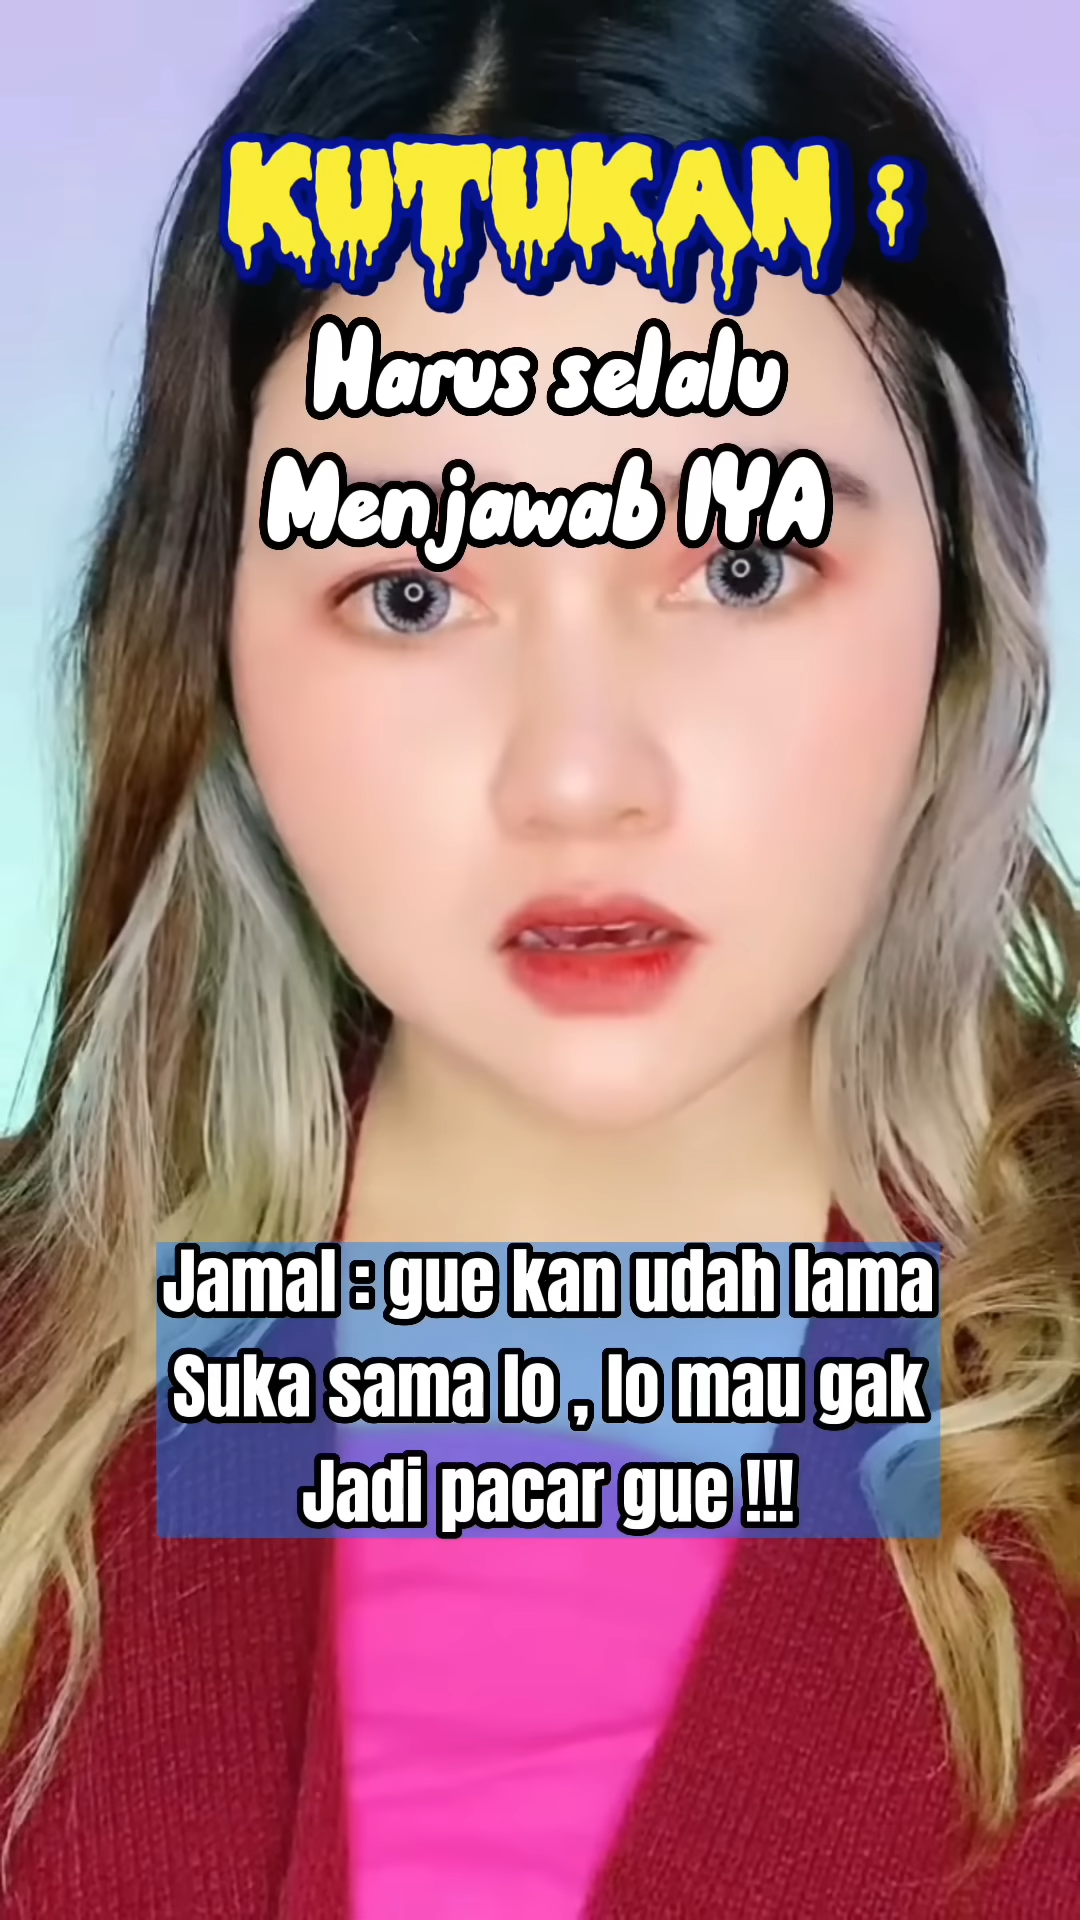 KUTUKAN :
Harus selalu
Menjawab IYA
Jamal : gue kan udah lama
Suka sama lo , lo mau gak
Jadi pacar gue !!!